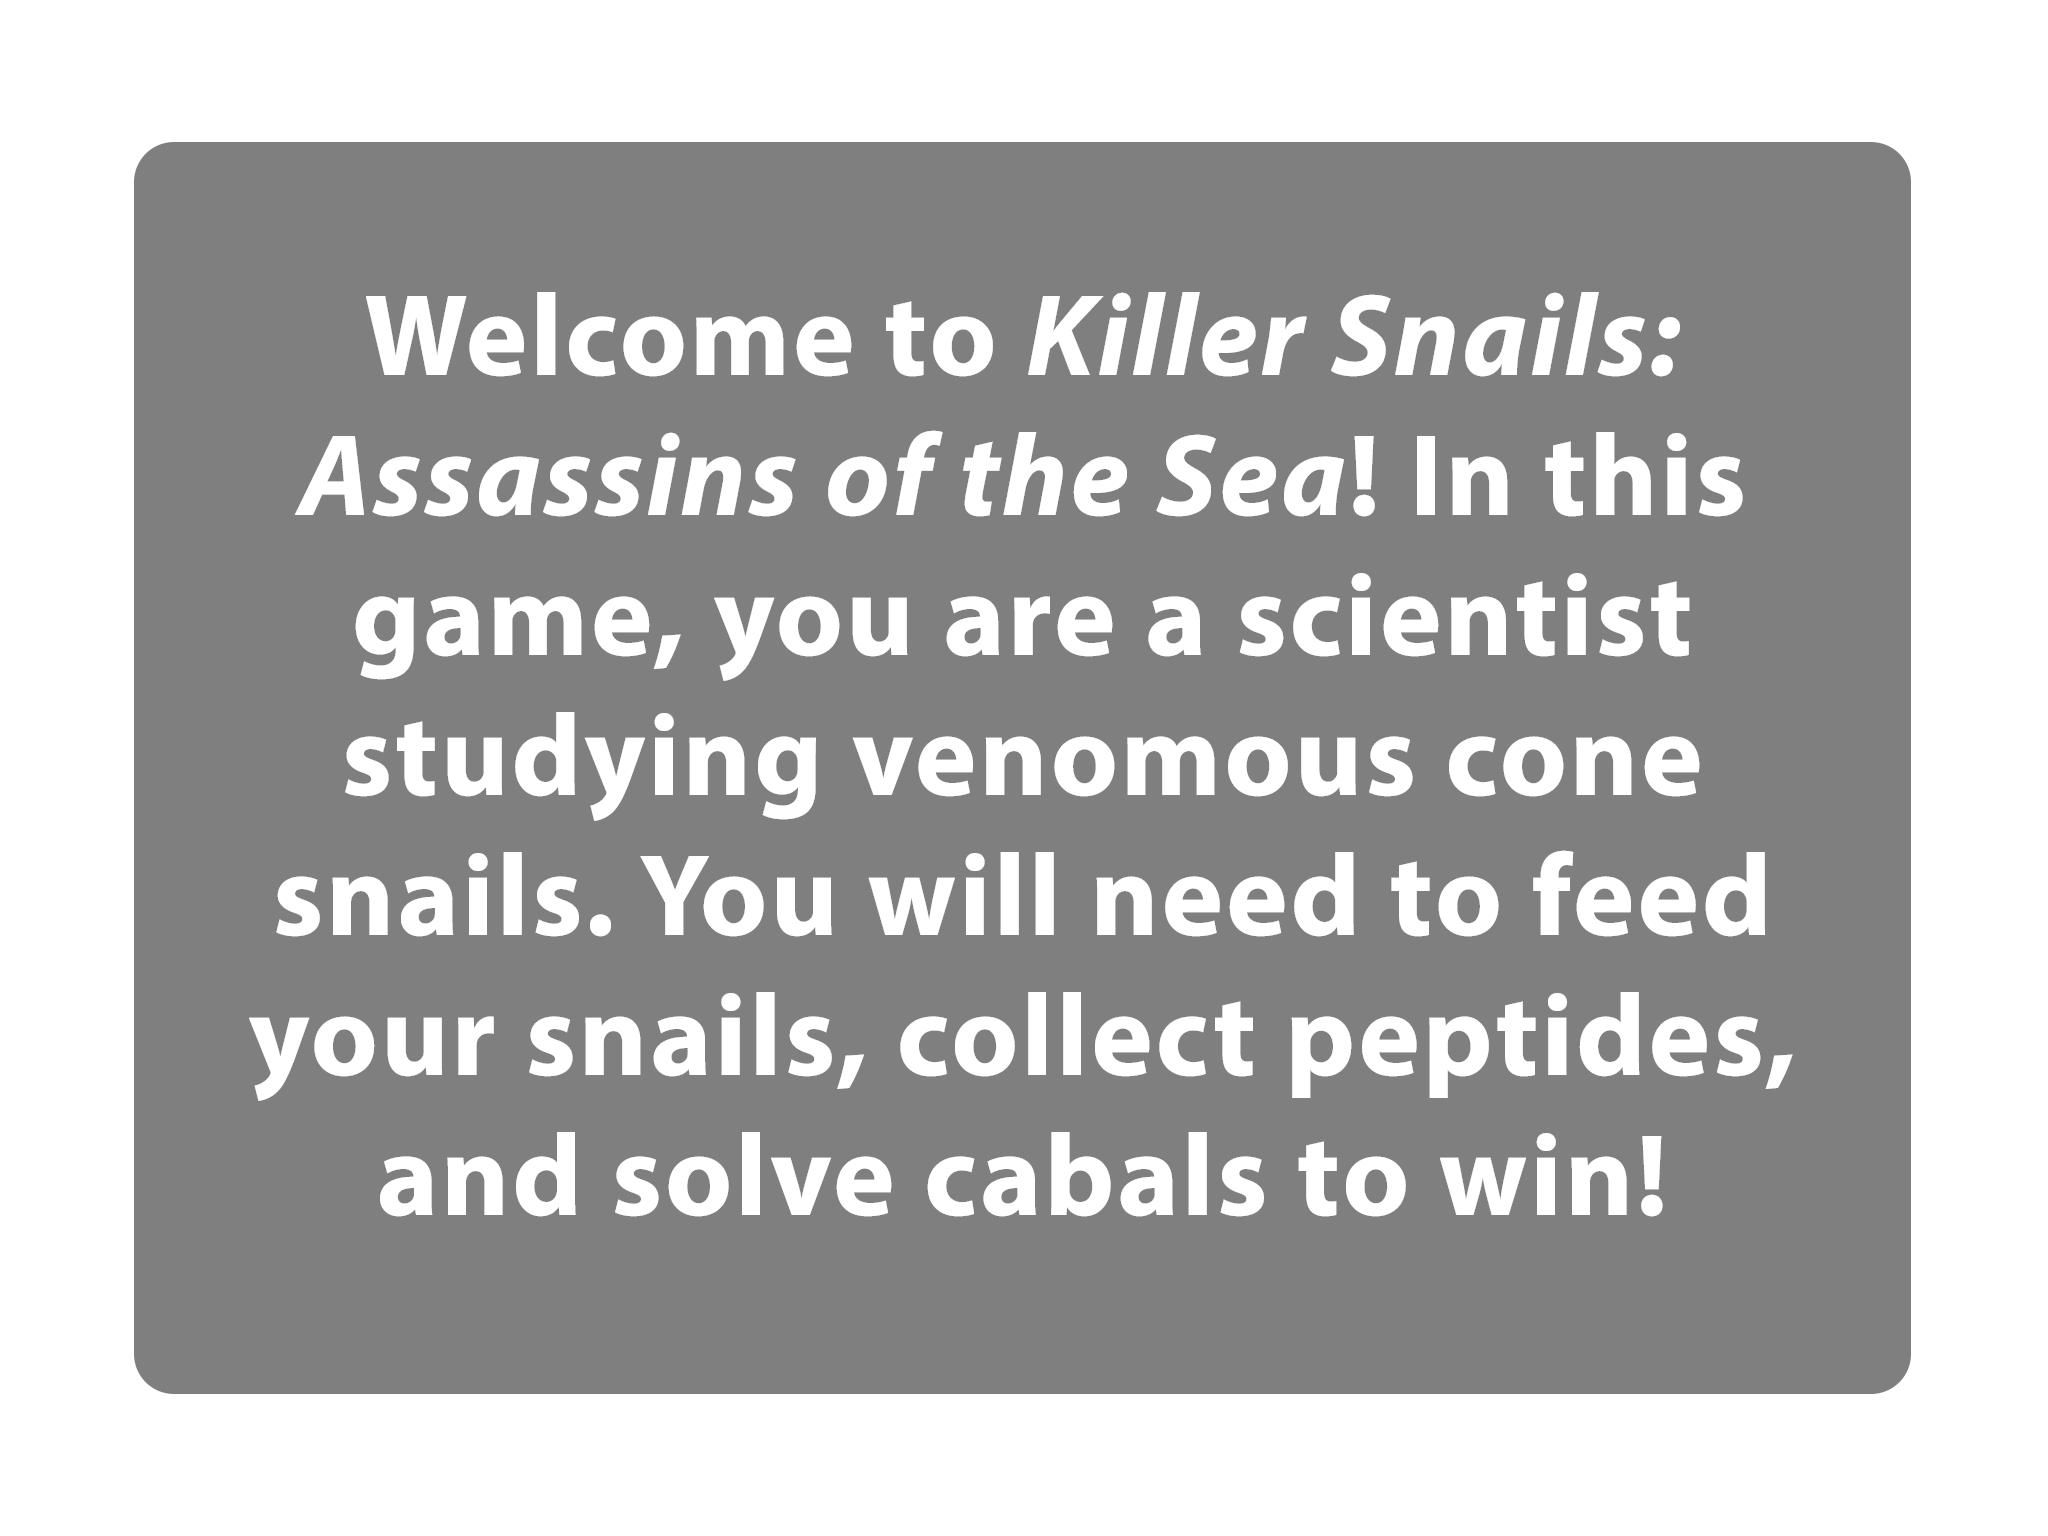 Welcome to Killer Snails:
Assassins of the Sea! In this
game, you are a scientist
studying venomous cone
snails. You will need to feed
your snails, collect peptides,
and solve cabals to win!